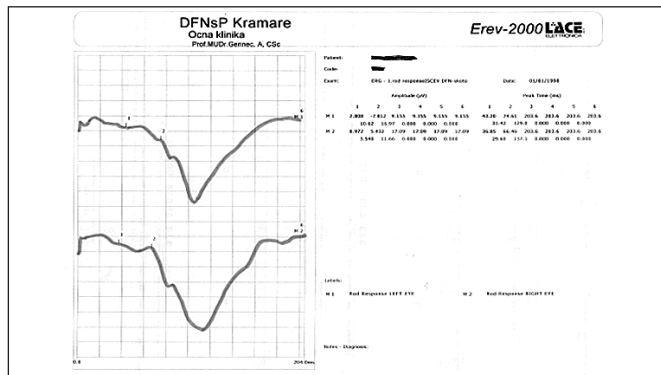 DFNsP Kramare
Ocna klinika
Prof.MUDr.Gerinec, A, CSc
Erev-2000 LACE
ELETTRONICA
Patient:
Code:
Exam: ERG - 1.rod response)SCEV DFN-skoto Date: 01/01/1998
Amplitude (µV) Peak Time (ms)
1 2 3 4 5 6 1 2 3 4 5 6
M 1 2.808 -7.812 9.155 9.155 9.155 9.155 43.20 74.61 203.6 203.6 203.6 203.6
10.62 16.97 0.000 0.000 0.000 31.42 129.0 0.000 0.000 0.000
M 2 8.972 5.432 17.09 17.09 17.09 17.09 36.85 66.46 203.6 203.6 203.6 203.6
3.540 11.66 0.000 0.000 0.000 29.60 137.1 0.000 0.000 0.000
1
2
6
M 1
1
2
6
M 2
Labels:
M 1 Rod Response LEFT EYE M 2 Rod Response RIGHT EYE
Notes - Diagnosis:
0.0 204.0ms